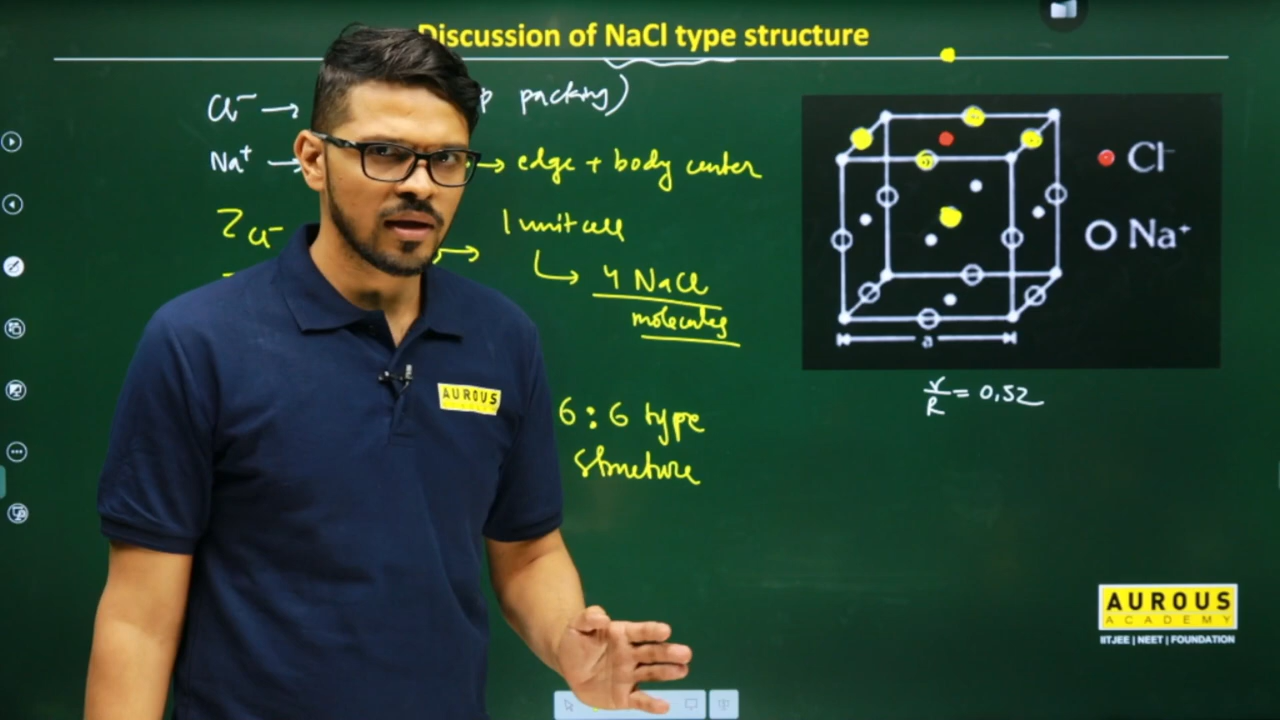 Discussion of NaCl type structure
Cl⁻ → p packing)
Na⁺ → → edge + body center
Z Cl⁻ → 1 unit cell
4 NaCl
molecules
6 : 6 type
structure
Cl⁻
Na⁺
a
r/R = 0.52
AUROUS
AUROUS
ACADEMY
IITJEE | NEET | FOUNDATION